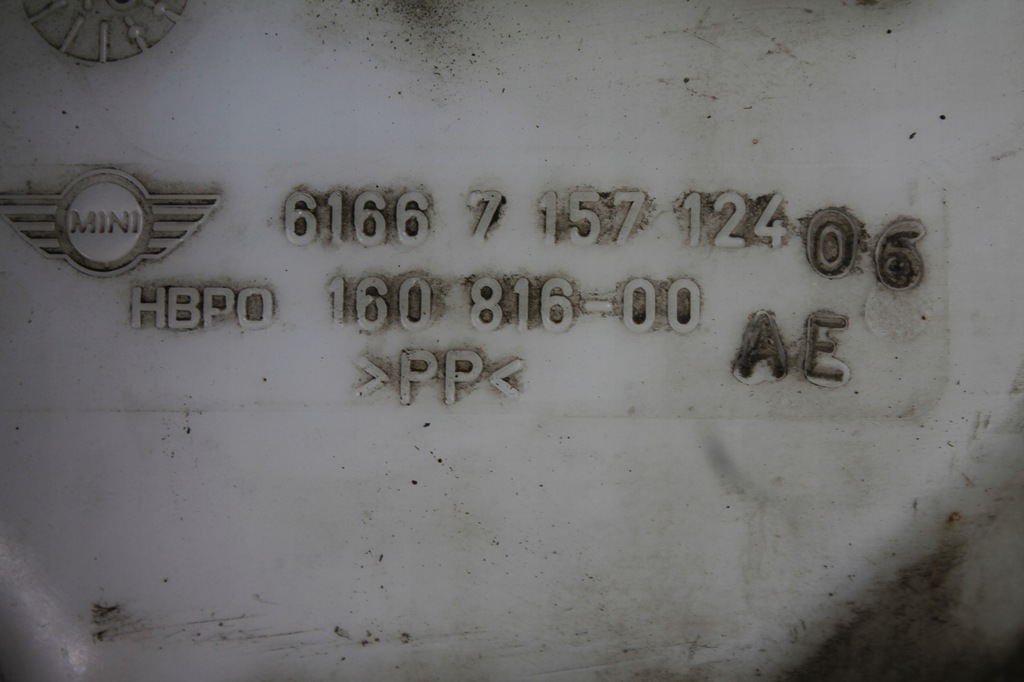 MINI 6166 7 157 124 06
HBPO 160 816-00 AE
>PP<